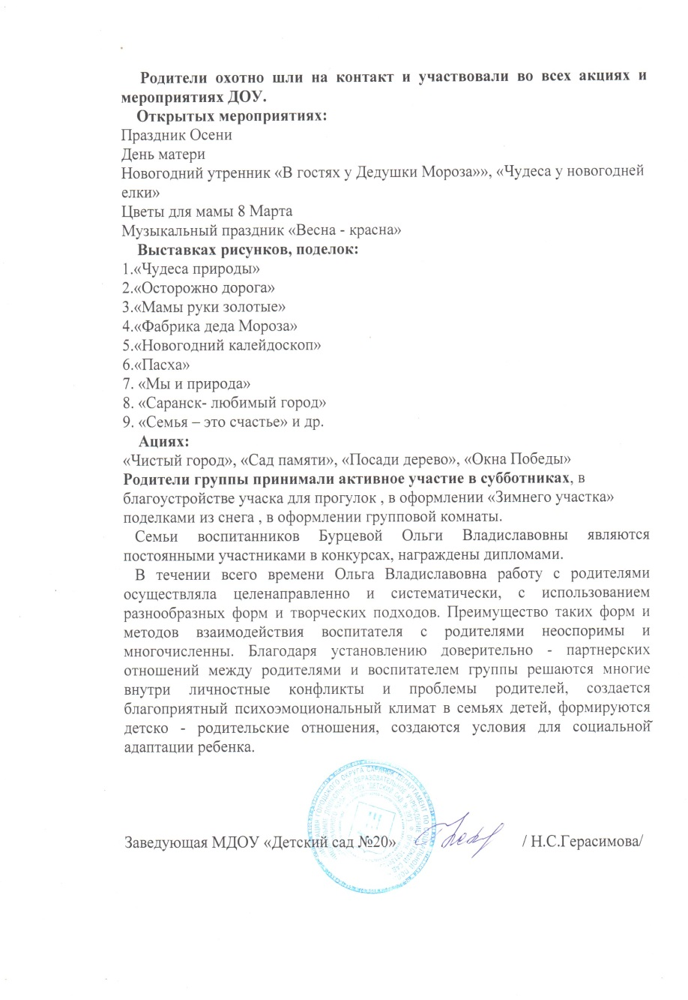 Родители охотно шли на контакт и участвовали во всех акциях и
мероприятиях ДОУ.
Открытых мероприятиях:
Праздник Осени
День матери
Новогодний утренник «В гостях у Дедушки Мороза»», «Чудеса у новогодней
елки»
Цветы для мамы 8 Марта
Музыкальный праздник «Весна - красна»
Выставках рисунков, поделок:
1.«Чудеса природы»
2.«Осторожно дорога»
3.«Мамы руки золотые»
4.«Фабрика деда Мороза»
5.«Новогодний калейдоскоп»
6.«Пасха»
7. «Мы и природа»
8. «Саранск- любимый город»
9. «Семья – это счастье» и др.
Ациях:
«Чистый город», «Сад памяти», «Посади дерево», «Окна Победы»
Родители группы принимали активное участие в субботниках, в
благоустройстве учаска для прогулок , в оформлении «Зимнего участка»
поделками из снега , в оформлении групповой комнаты.
Семьи воспитанников Бурцевой Ольги Владиславовны являются
постоянными участниками в конкурсах, награждены дипломами.
В течении всего времени Ольга Владиславовна работу с родителями
осуществляла целенаправленно и систематически, с использованием
разнообразных форм и творческих подходов. Преимущество таких форм и
методов взаимодействия воспитателя с родителями неоспоримы и
многочисленны. Благодаря установлению доверительно - партнерских
отношений между родителями и воспитателем группы решаются многие
внутри личностные конфликты и проблемы родителей, создается
благоприятный психоэмоциональный климат в семьях детей, формируются
детско - родительские отношения, создаются условия для социальной
адаптации ребенка.
Заведующая МДОУ «Детский сад №20» / Н.С.Герасимова/